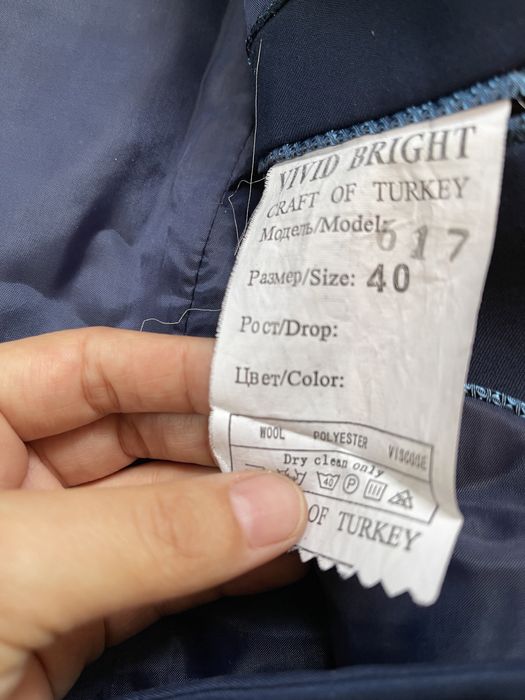 VIVID BRIGHT
CRAFT OF TURKEY
Модель/Model: 617
Размер/Size: 40
Рост/Drop:
Цвет/Color:
WOOL POLYESTER VISCOSE
Dry clean only
40 P
OF TURKEY